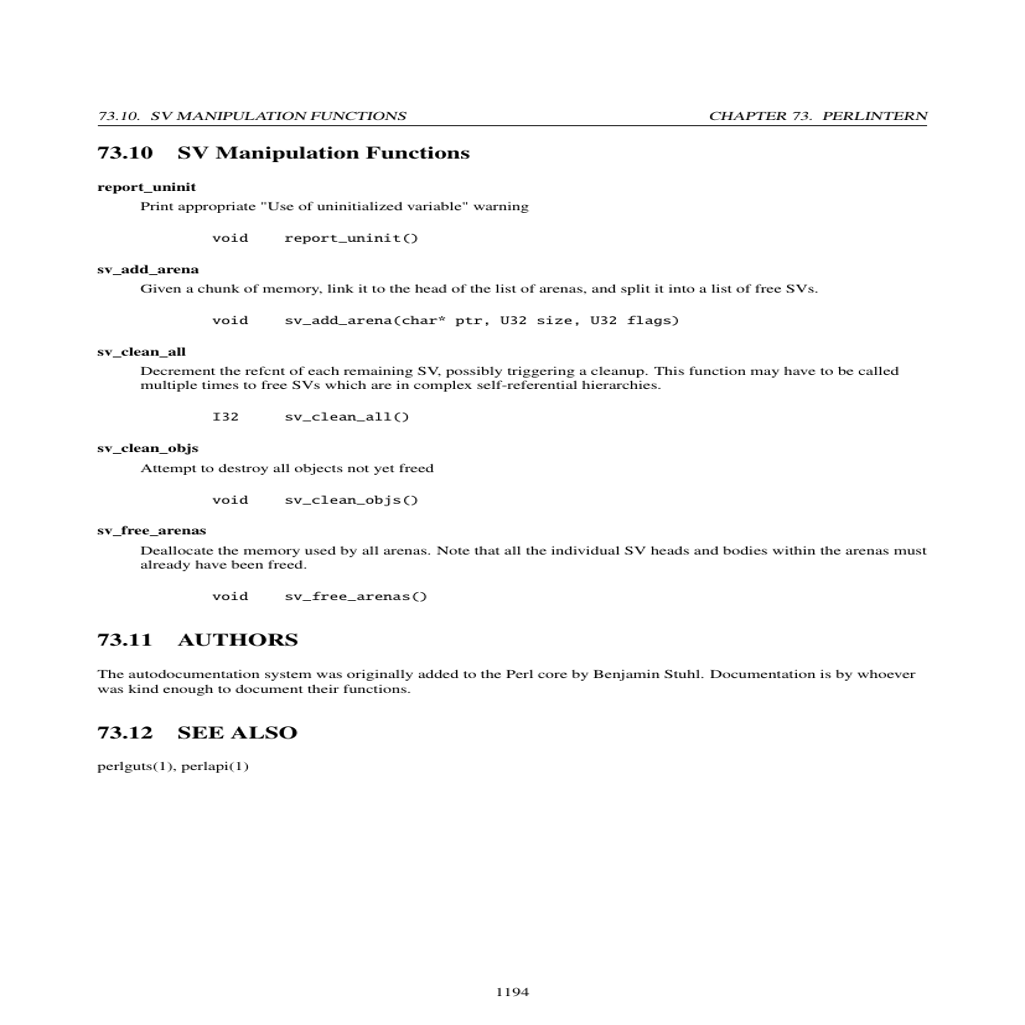 73.10. SV MANIPULATION FUNCTIONS CHAPTER 73. PERLINTERN
73.10 SV Manipulation Functions
report_uninit
Print appropriate "Use of uninitialized variable" warning
void report_uninit()
sv_add_arena
Given a chunk of memory, link it to the head of the list of arenas, and split it into a list of free SVs.
void sv_add_arena(char* ptr, U32 size, U32 flags)
sv_clean_all
Decrement the refcnt of each remaining SV, possibly triggering a cleanup. This function may have to be called
multiple times to free SVs which are in complex self-referential hierarchies.
I32 sv_clean_all()
sv_clean_objs
Attempt to destroy all objects not yet freed
void sv_clean_objs()
sv_free_arenas
Deallocate the memory used by all arenas. Note that all the individual SV heads and bodies within the arenas must
already have been freed.
void sv_free_arenas()
73.11 AUTHORS
The autodocumentation system was originally added to the Perl core by Benjamin Stuhl. Documentation is by whoever
was kind enough to document their functions.
73.12 SEE ALSO
perlguts(1), perlapi(1)
1194